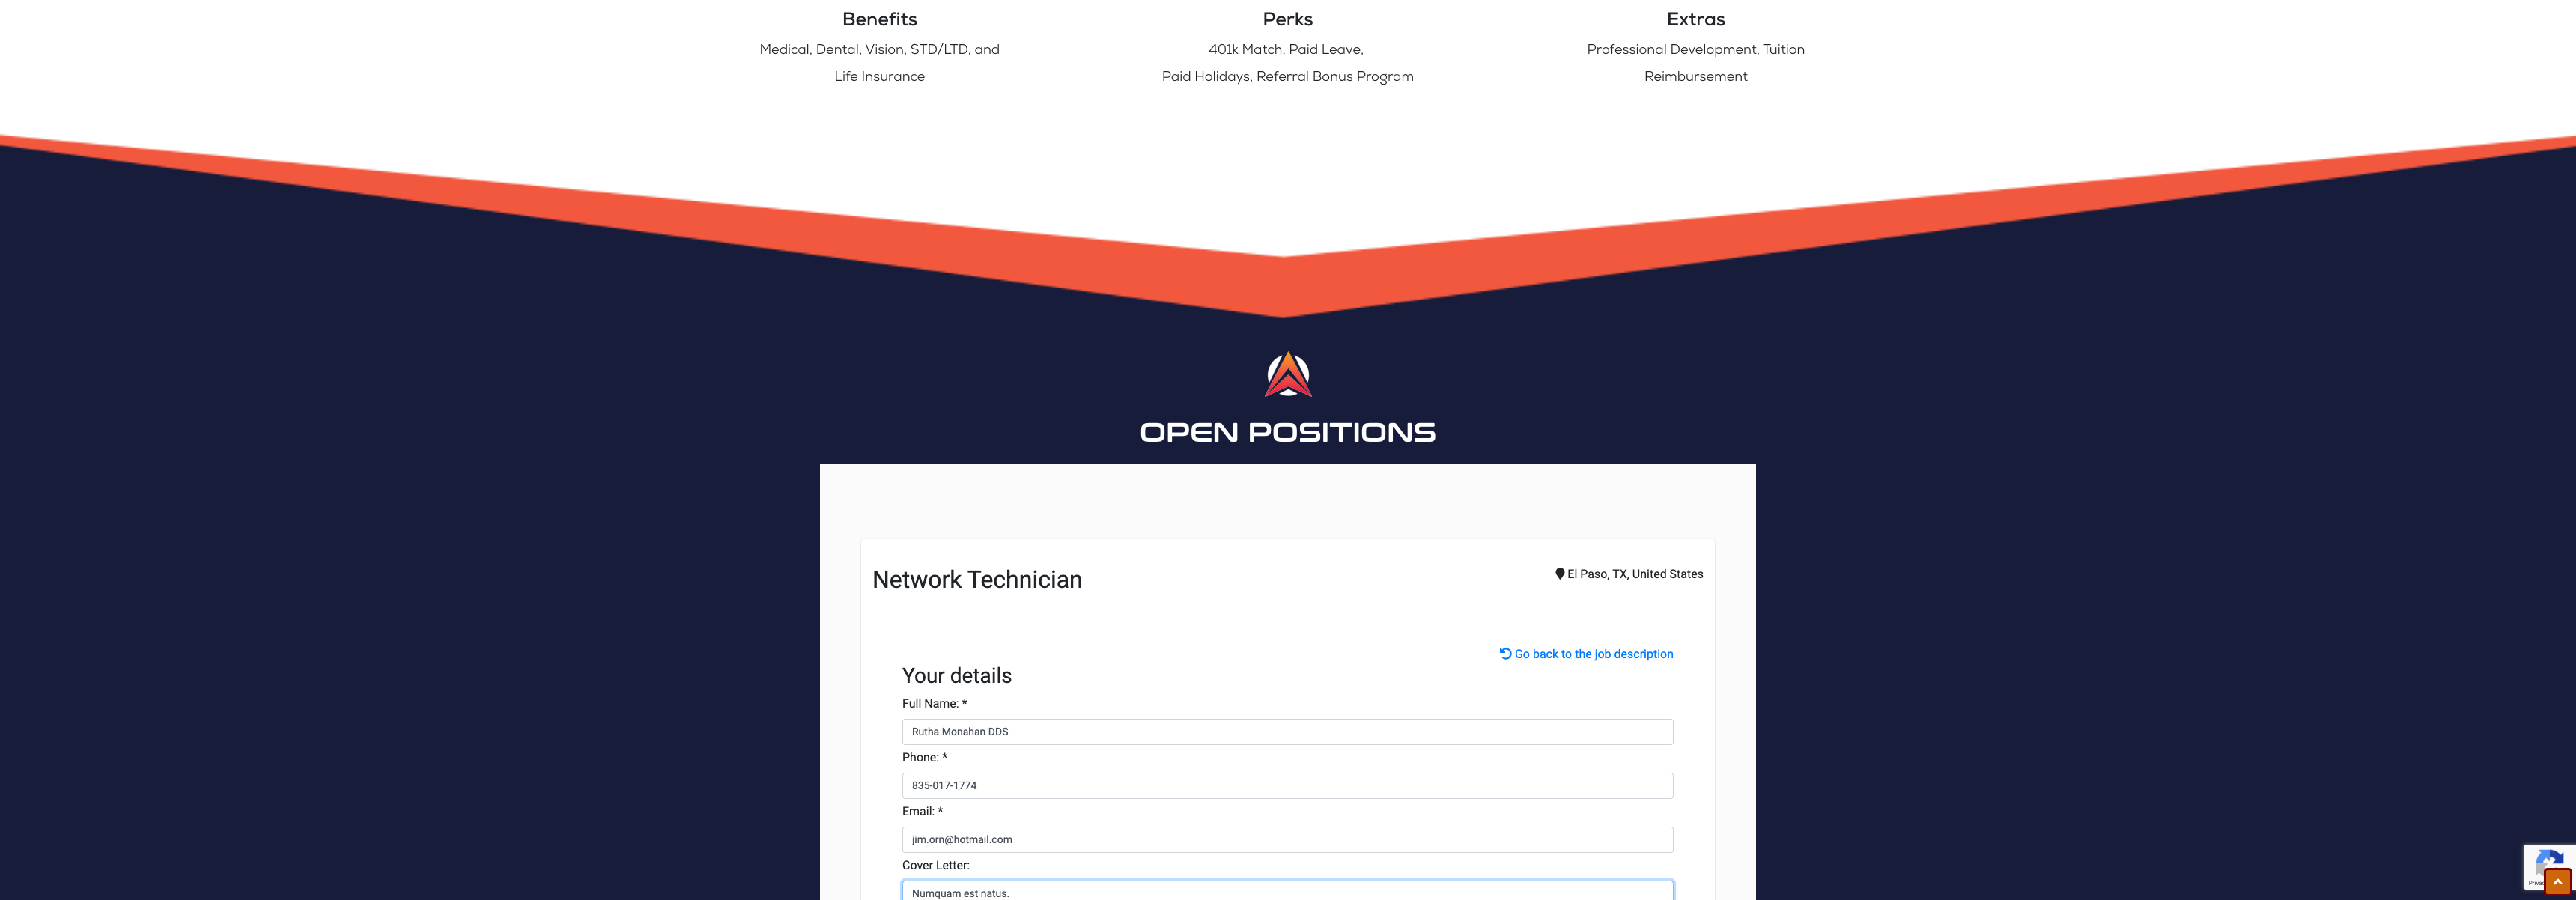 Benefits
Medical, Dental, Vision, STD/LTD, and
Life Insurance
Perks
401k Match, Paid Leave,
Paid Holidays, Referral Bonus Program
Extras
Professional Development, Tuition
Reimbursement
OPEN POSITIONS
Network Technician
El Paso, TX, United States
Go back to the job description
Your details
Full Name: *
Rutha Monahan DDS
Phone: *
835-017-1774
Email: *
jim.orn@hotmail.com
Cover Letter:
Numquam est natus.